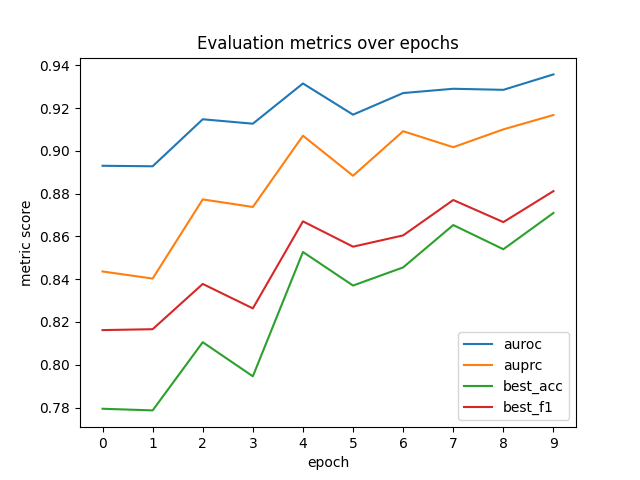 Evaluation metrics over epochs
metric score
0.94
0.92
0.90
0.88
0.86
0.84
0.82
0.80
0.78
auroc
auprc
best_acc
best_f1
0 1 2 3 4 5 6 7 8 9
epoch